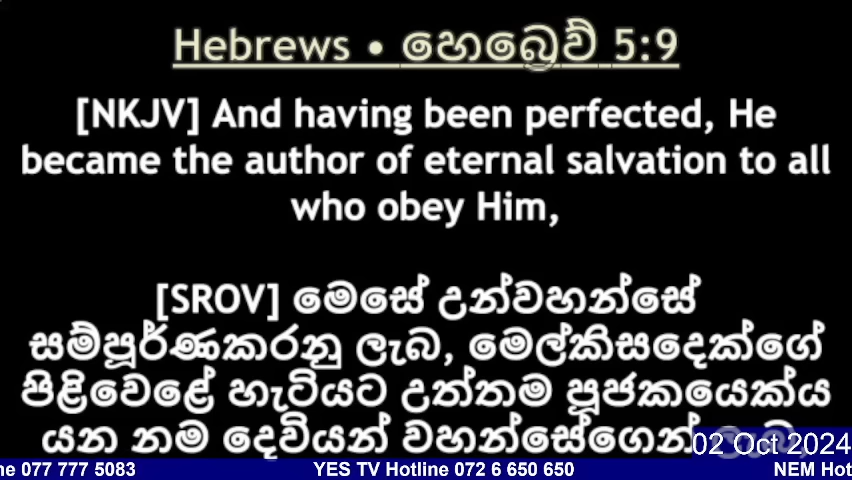 Hebrews • හෙබ්‍රෙව් 5:9
[NKJV] And having been perfected, He
became the author of eternal salvation to all
who obey Him,
[SROV] මෙසේ උන්වහන්සේ
සම්පූර්ණකරනු ලැබ, මෙල්කිසදෙක්ගේ
පිළිවෙළේ හැටියට උත්තම පූජකයෙක්ය
යන නම දෙවියන් වහන්සේගෙන්
02 Oct 2024
ne 077 777 5083 YES TV Hotline 072 6 650 650 NEM Hot